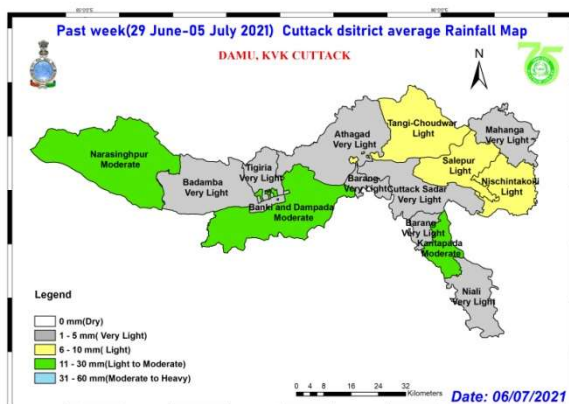 Past week(29 June-05 July 2021) Cuttack dsitrict average Rainfall Map
DAMU, KVK CUTTACK
N
75
Tangi-Choudwar
Light
Athagad
Very Light
Mahanga
Very Light
Narasinghpur
Moderate
Tigiria
Very Light
Salepur
Light
Badamba
Very Light
Barang
Very Light
Nischintakoili
Light
Cuttack Sadar
Very Light
Banki and Dampada
Moderate
Barang
Very Light
Kantapada
Moderate
Niali
Very Light
Legend
0 mm(Dry)
1 - 5 mm( Very Light)
6 - 10 mm( Light)
11 - 30 mm(Light to Moderate)
31 - 60 mm(Moderate to Heavy)
0 4 8 16 24 32
Kilometers
Date: 06/07/2021